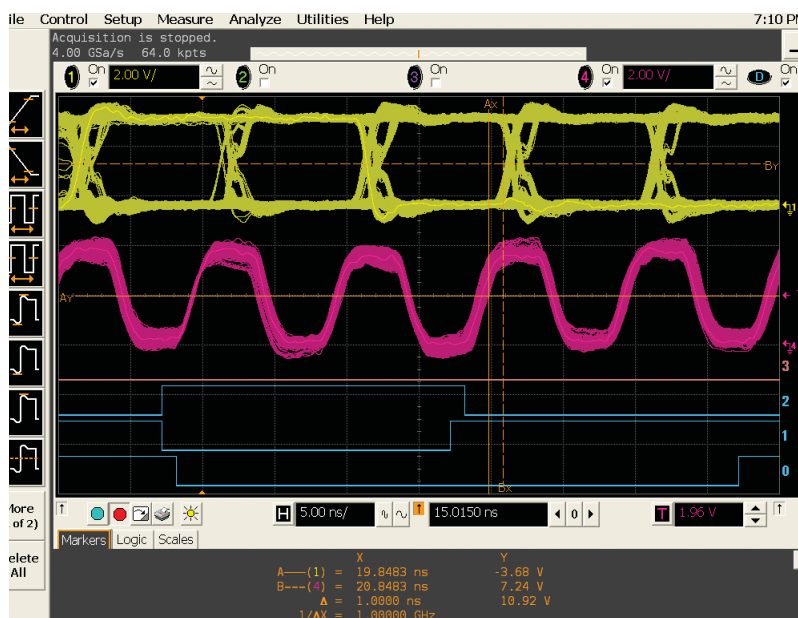 ile Control Setup Measure Analyze Utilities Help 7:10 PM
Acquisition is stopped.
4.00 GSa/s 64.0 kpts
1 On 2.00 V/ 2 On 3 On 4 On 2.00 V/ D On
Ax
By
1
Ay
4
3
2
1
0
Bx
More
of 2)
H 5.00 ns/ 15.0150 ns 0 T 1.96 V
Markers Logic Scales
elete
All
X Y
A——(1) = 19.8483 ns -3.68 V
B---(4) = 20.8483 ns 7.24 V
Δ = 1.0000 ns 10.92 V
1/ΔX = 1.00000 GHz